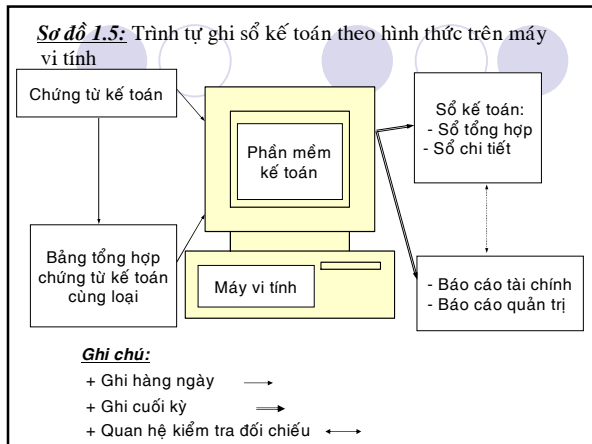 Sơ đồ 1.5: Trình tự ghi sổ kế toán theo hình thức trên máy
vi tính
Chứng từ kế toán
Bảng tổng hợp
chứng từ kế toán
cùng loại
Phần mềm
kế toán
Máy vi tính
Sổ kế toán:
- Sổ tổng hợp
- Sổ chi tiết
- Báo cáo tài chính
- Báo cáo quản trị
Ghi chú:
+ Ghi hàng ngày
+ Ghi cuối kỳ
+ Quan hệ kiểm tra đối chiếu